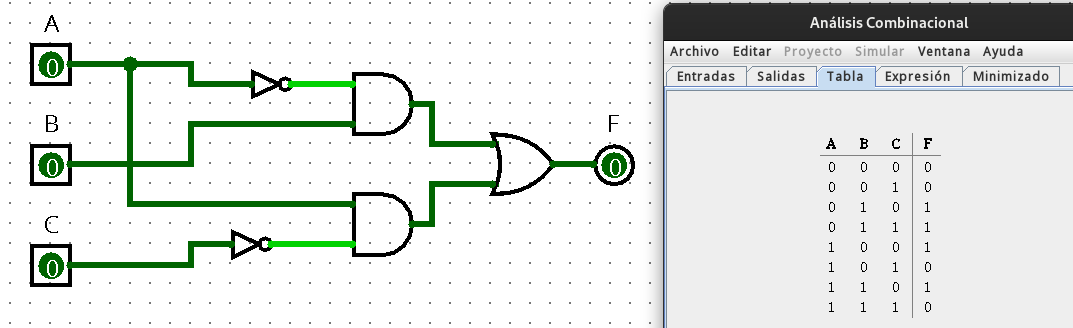 A
0
B
0
C
0
F
0
Análisis Combinacional
Archivo Editar Proyecto Simular Ventana Ayuda
Entradas Salidas Tabla Expresión Minimizado
A B C F
0 0 0 0
0 0 1 0
0 1 0 1
0 1 1 1
1 0 0 1
1 0 1 0
1 1 0 1
1 1 1 0